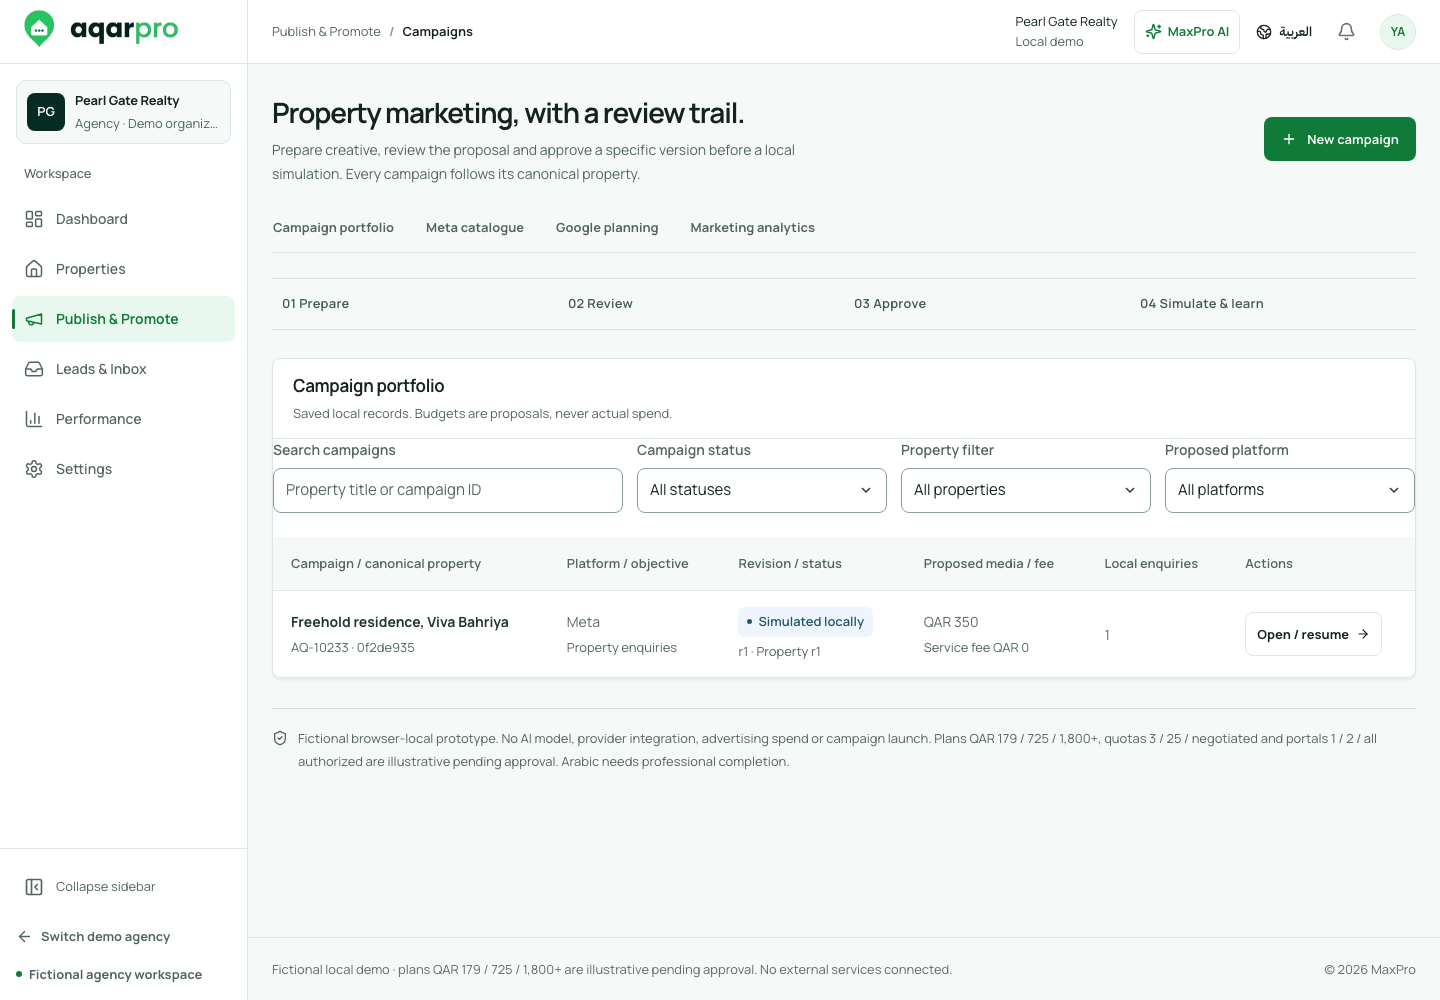 aqarpro
Publish & Promote / Campaigns
Pearl Gate Realty
Local demo
MaxPro AI
العربية
YA
PG
Pearl Gate Realty
Agency · Demo organiz...
Workspace
Dashboard
Properties
Publish & Promote
Leads & Inbox
Performance
Settings
Collapse sidebar
Switch demo agency
Fictional agency workspace
Property marketing, with a review trail.
Prepare creative, review the proposal and approve a specific version before a local
simulation. Every campaign follows its canonical property.
New campaign
Campaign portfolio Meta catalogue Google planning Marketing analytics
01 Prepare 02 Review 03 Approve 04 Simulate & learn
Campaign portfolio
Saved local records. Budgets are proposals, never actual spend.
Search campaigns Campaign status Property filter Proposed platform
Property title or campaign ID All statuses All properties All platforms
Campaign / canonical property Platform / objective Revision / status Proposed media / fee Local enquiries Actions
Freehold residence, Viva Bahriya Meta Simulated locally QAR 350 1 Open / resume
AQ-10233 · 0f2de935 Property enquiries r1 · Property r1 Service fee QAR 0
Fictional browser-local prototype. No AI model, provider integration, advertising spend or campaign launch. Plans QAR 179 / 725 / 1,800+, quotas 3 / 25 / negotiated and portals 1 / 2 / all
authorized are illustrative pending approval. Arabic needs professional completion.
Fictional local demo · plans QAR 179 / 725 / 1,800+ are illustrative pending approval. No external services connected.
© 2026 MaxPro